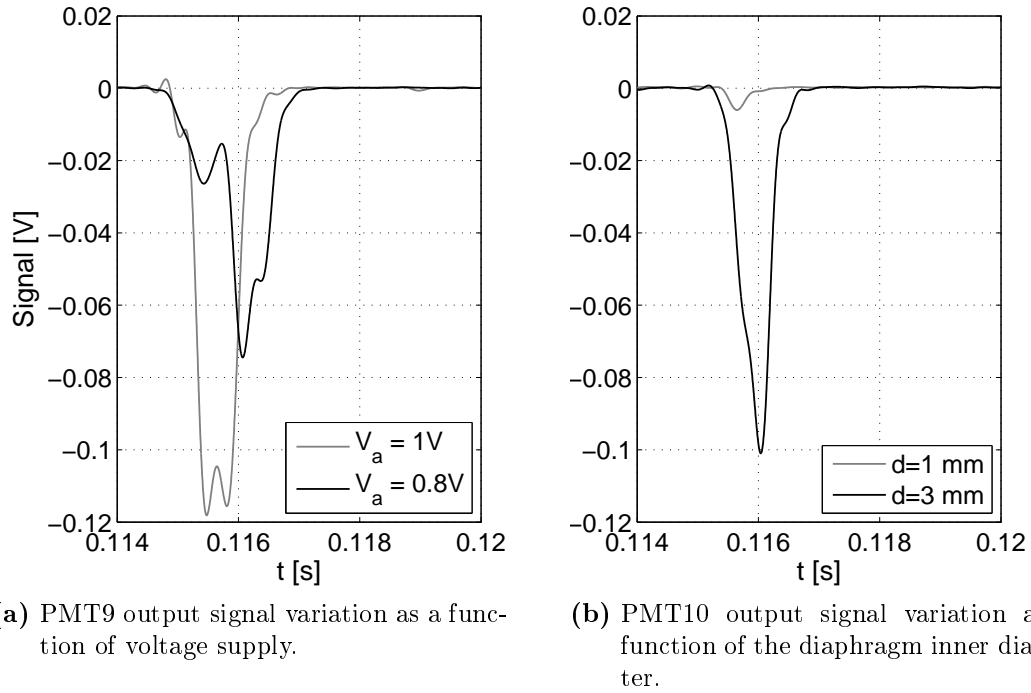 0.02
0
−0.02
−0.04
−0.06
−0.08
−0.1
−0.12
0.114 0.116 0.118 0.12
Signal [V]
t [s]
V_a = 1V
V_a = 0.8V
0.02
0
−0.02
−0.04
−0.06
−0.08
−0.1
−0.12
0.114 0.116 0.118 0.12
t [s]
d=1 mm
d=3 mm
a) PMT9 output signal variation as a func-
tion of voltage supply.
(b) PMT10 output signal variation a
function of the diaphragm inner dia
ter.